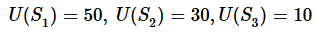 U(S₁) = 50, U(S₂) = 30, U(S₃) = 10